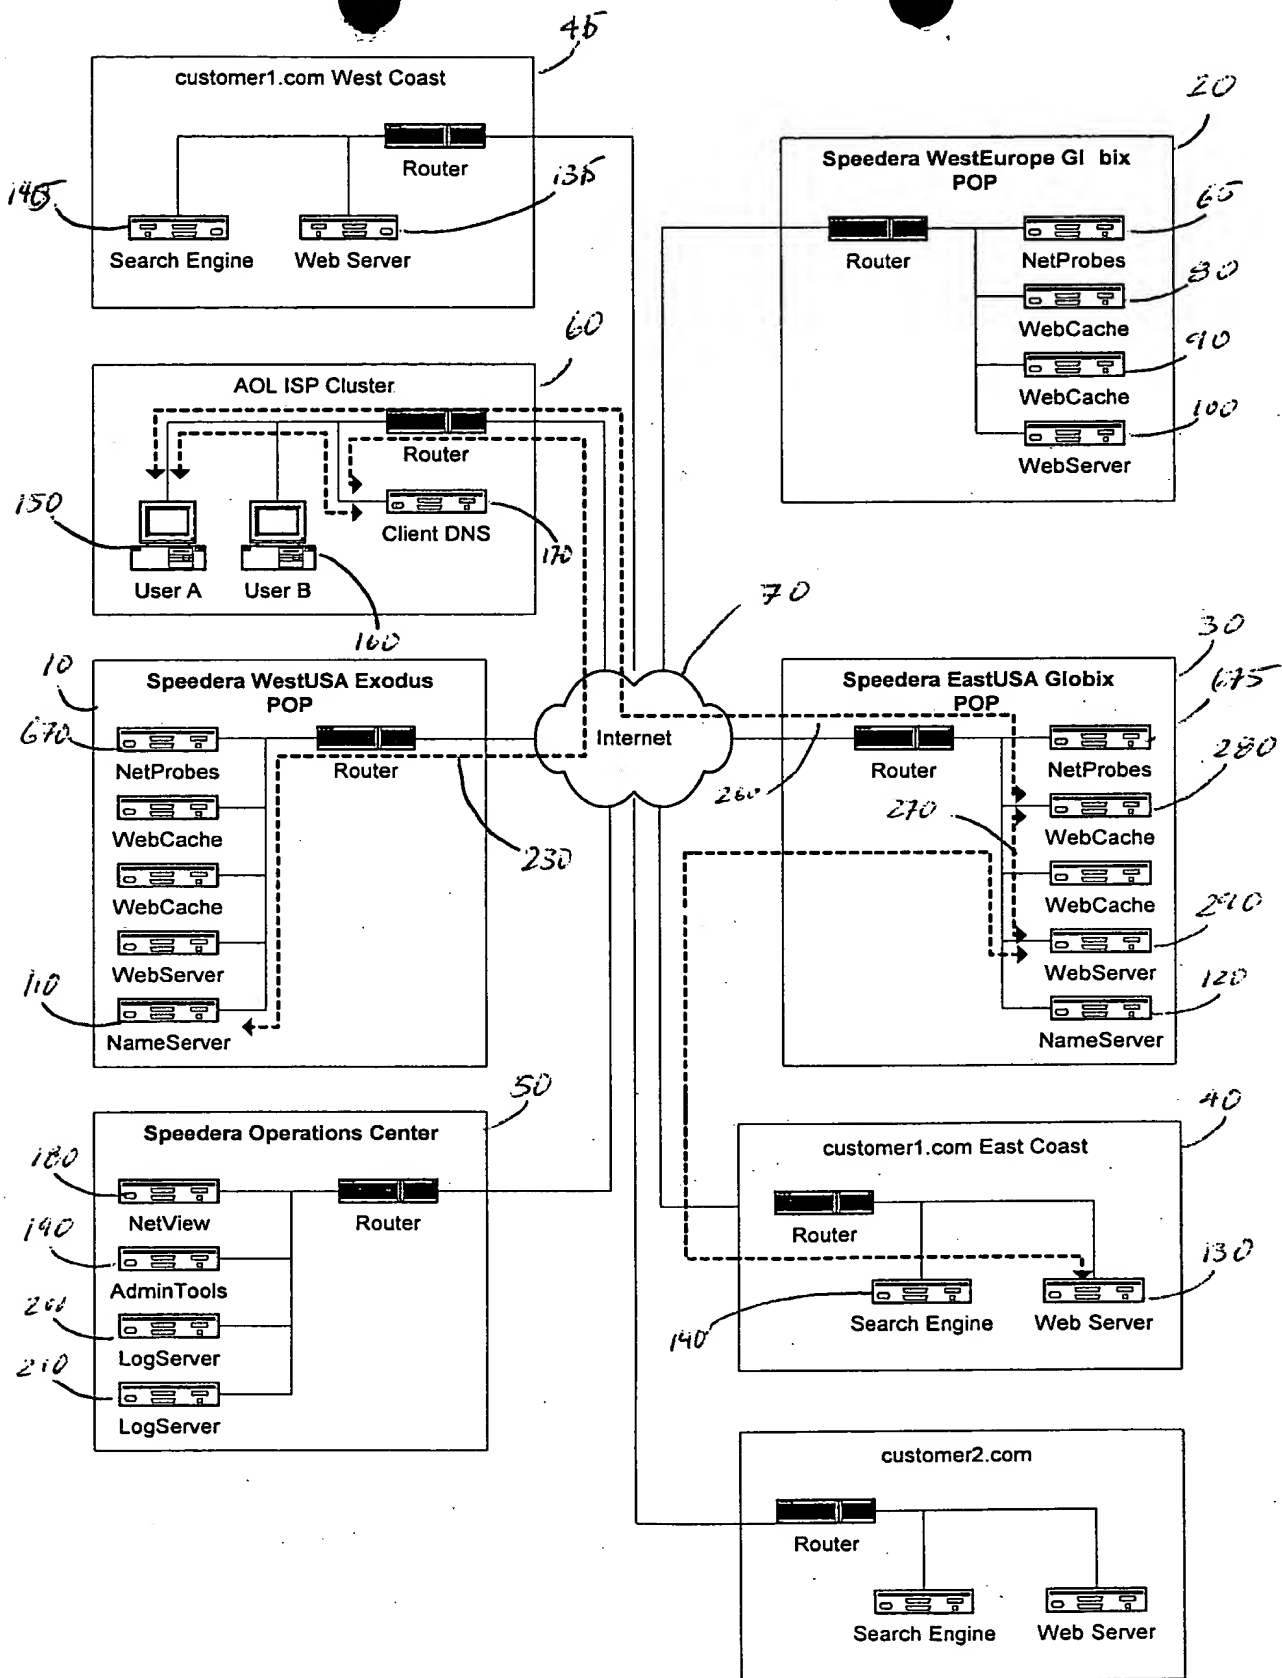 45
customer1.com West Coast
Router
145
135
Search Engine
Web Server
20
Speedera WestEurope Gl bix
POP
65
Router
NetProbes
80
WebCache
90
WebCache
100
WebServer
60
AOL ISP Cluster
Router
150
Client DNS
170
User A
User B
160
70
10
Speedera WestUSA Exodus
POP
670
NetProbes
Router
WebCache
WebCache
WebServer
110
NameServer
230
Internet
30
Speedera EastUSA Globix
POP
675
Router
NetProbes
260
280
270
WebCache
WebCache
290
WebServer
120
NameServer
50
Speedera Operations Center
180
NetView
Router
190
AdminTools
LogServer
210
LogServer
40
customer1.com East Coast
Router
130
140
Search Engine
Web Server
customer2.com
Router
Search Engine
Web Server